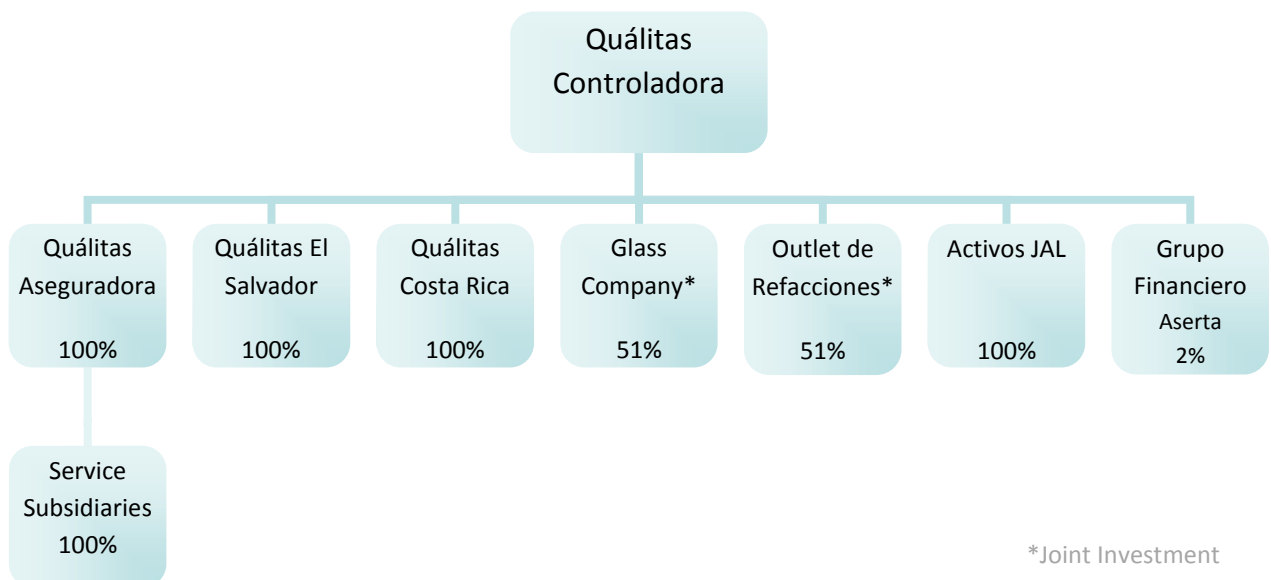 Quálitas
Controladora
Quálitas
Aseguradora
100%
Quálitas El
Salvador
100%
Quálitas
Costa Rica
100%
Glass
Company*
51%
Outlet de
Refacciones*
51%
Activos JAL
100%
Grupo
Financiero
Aserta
2%
Service
Subsidiaries
100%
*Joint Investment